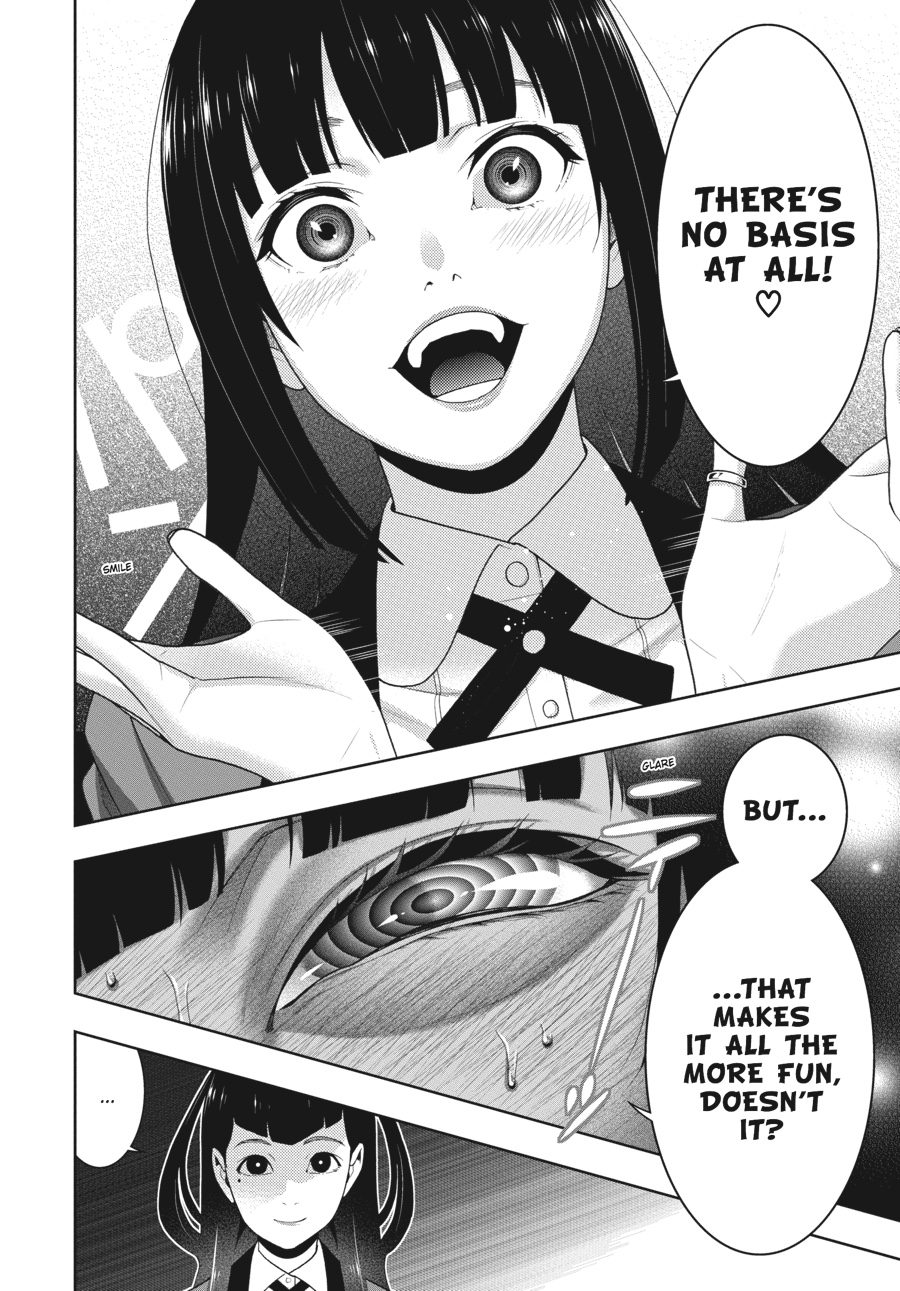 THERE'S
NO BASIS
AT ALL!
♡
SMILE
GLARE
BUT...
...THAT
MAKES
IT ALL THE
MORE FUN,
DOESN'T
IT?
...